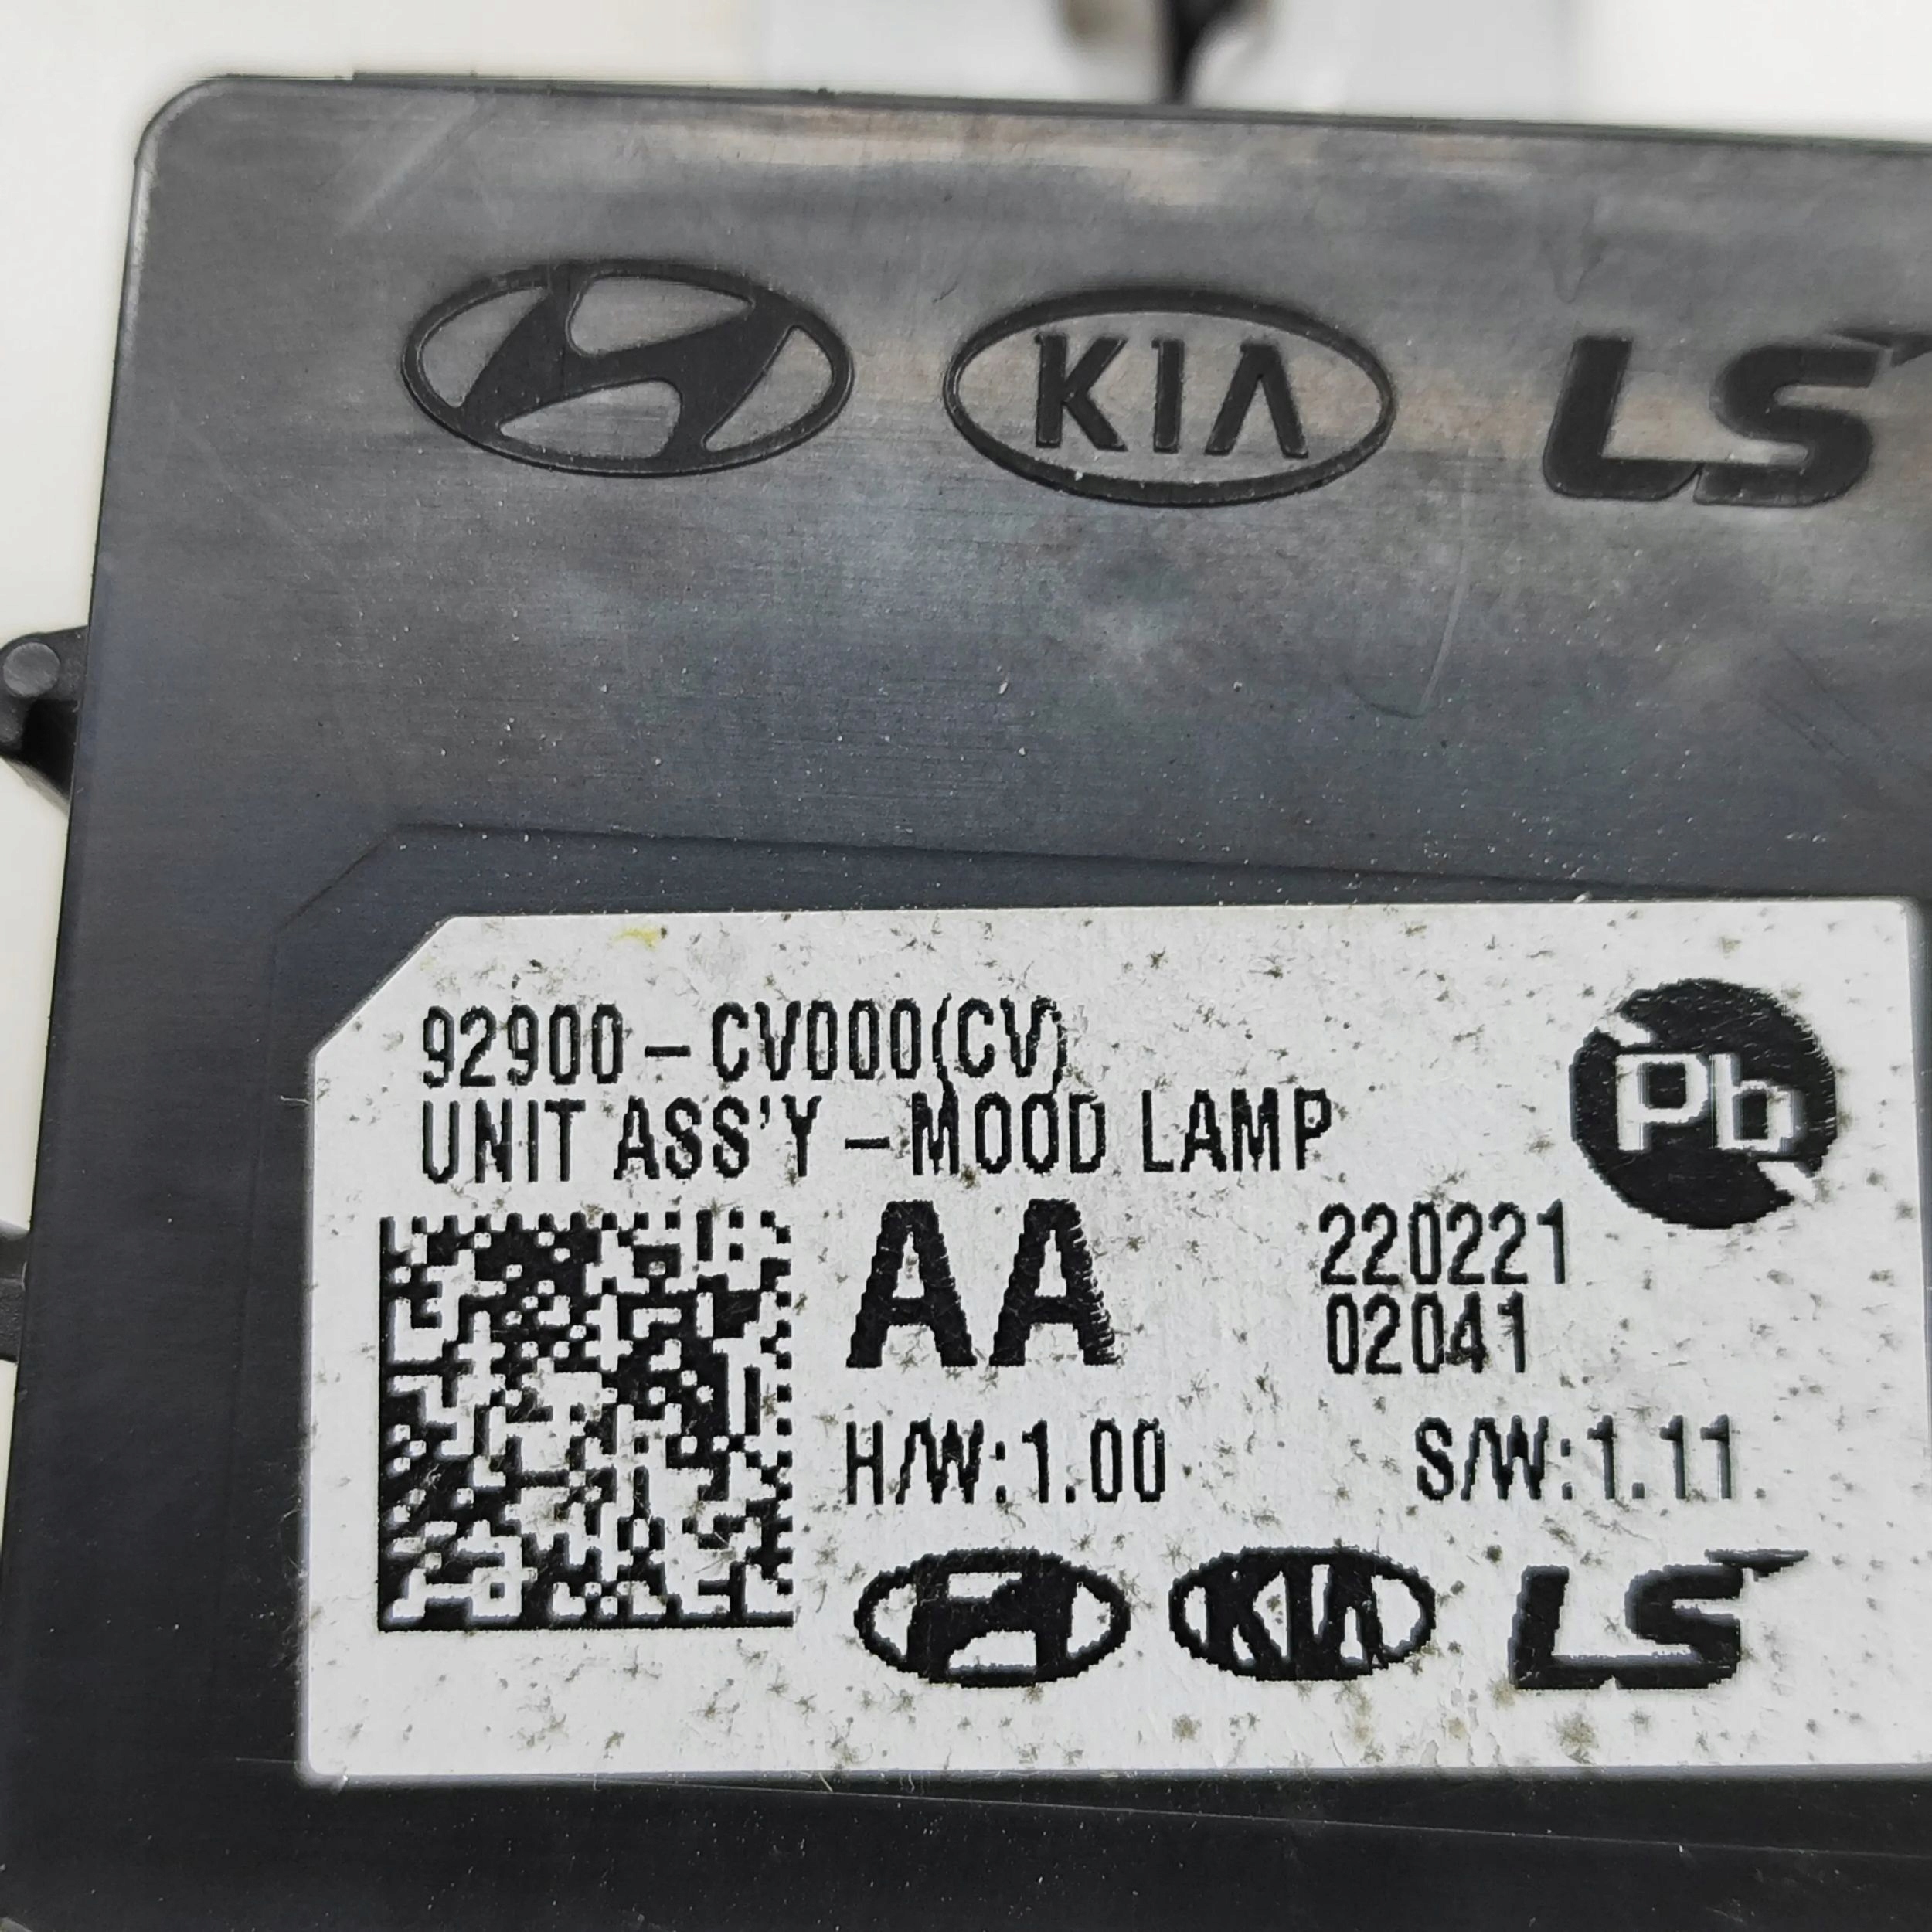 KIA LS
92900-CV000(CV)
UNIT ASS'Y-MOOD LAMP
Pb
AA
220221
02041
H/W:1.00 S/W:1.11
KIA LS